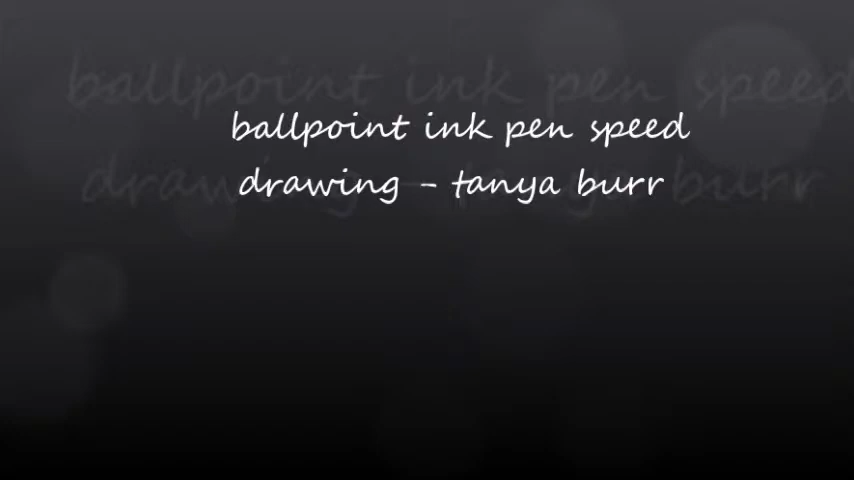 ballpoint ink pen speed
drawing - tanya burr